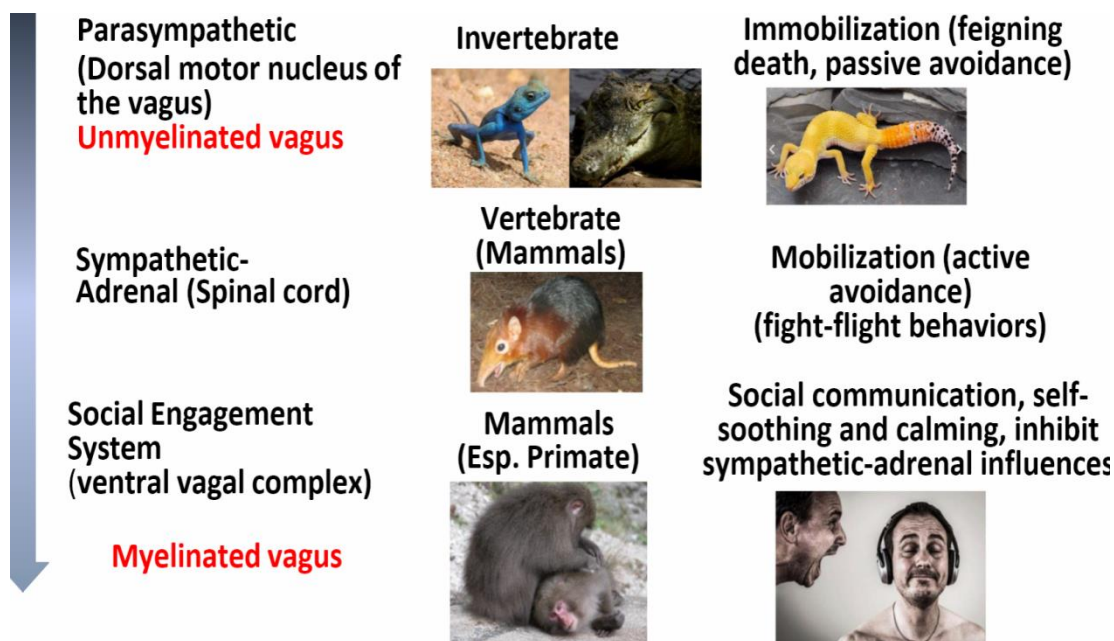 Parasympathetic
(Dorsal motor nucleus of
the vagus)
Unmyelinated vagus
Invertebrate
Immobilization (feigning
death, passive avoidance)
Sympathetic-
Adrenal (Spinal cord)
Vertebrate
(Mammals)
Mobilization (active
avoidance)
(fight-flight behaviors)
Social Engagement
System
(ventral vagal complex)
Myelinated vagus
Mammals
(Esp. Primate)
Social communication, self-
soothing and calming, inhibit
sympathetic-adrenal influences